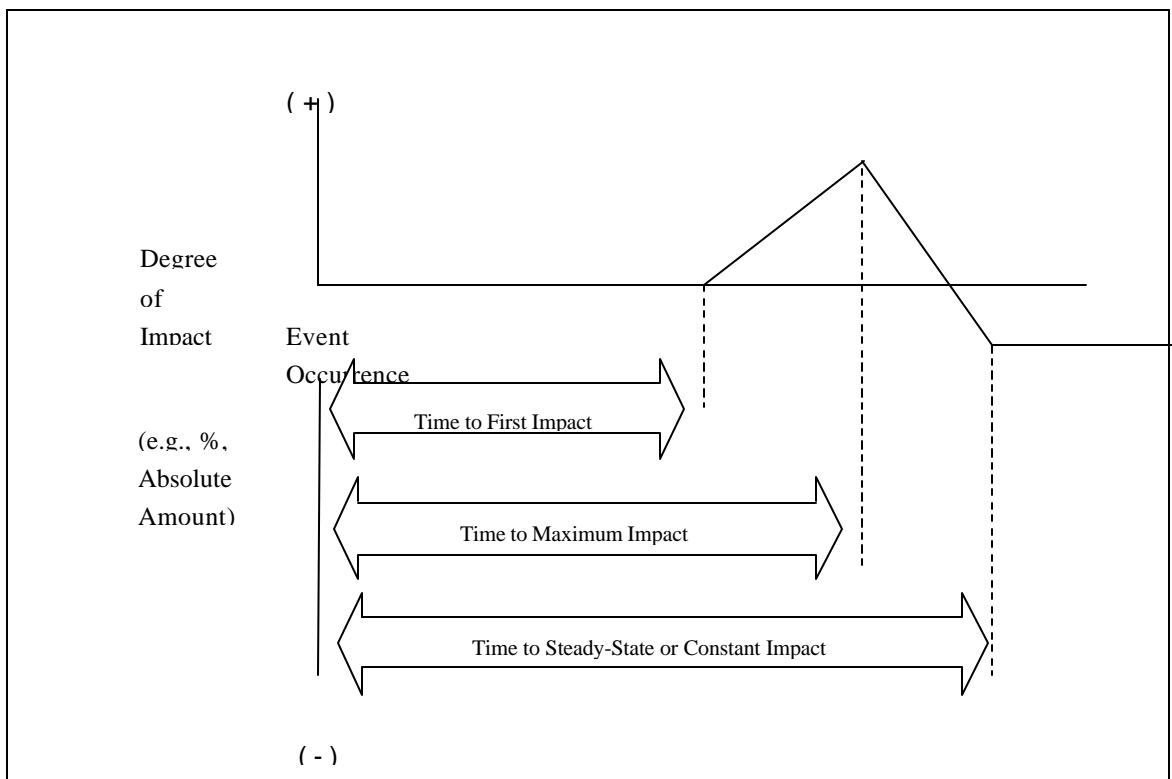 ( + )
Degree
of
Impact
Event
Occurrence
Time to First Impact
(e.g., %,
Absolute
Amount)
Time to Maximum Impact
Time to Steady-State or Constant Impact
( - )